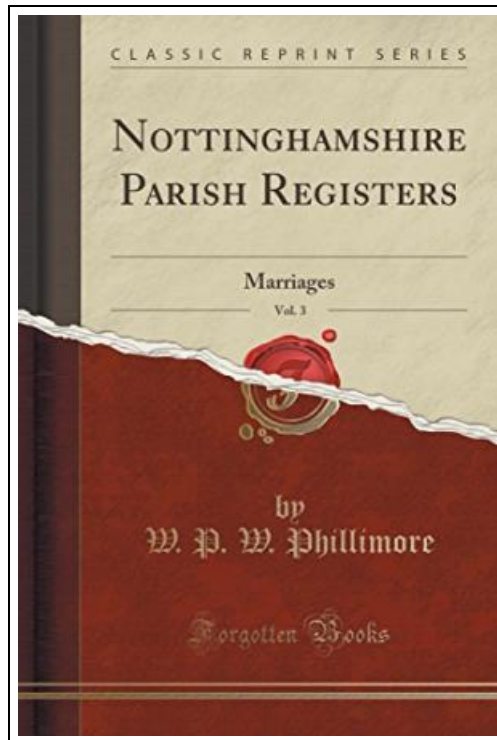 CLASSIC REPRINT SERIES
NOTTINGHAMSHIRE
PARISH REGISTERS
Marriages
Vol. 3
by
W. P. W. Phillimore
Forgotten Books